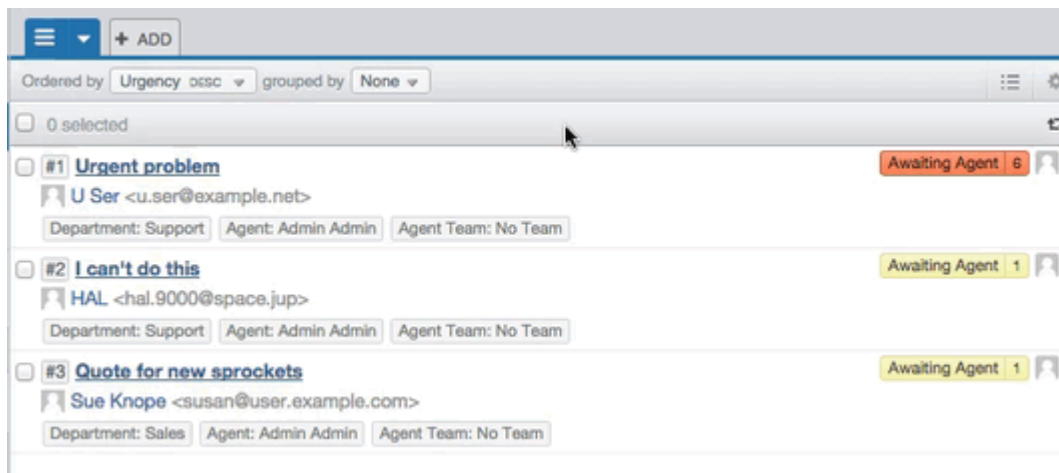 + ADD
Ordered by Urgency grouped by None
0 selected
#1 Urgent problem Awaiting Agent 6
U Ser <u.ser@example.net>
Department: Support Agent: Admin Admin Agent Team: No Team
#2 I can't do this Awaiting Agent 1
HAL <hal.9000@space.jup>
Department: Support Agent: Admin Admin Agent Team: No Team
#3 Quote for new sprockets Awaiting Agent 1
Sue Knope <susan@user.example.com>
Department: Sales Agent: Admin Admin Agent Team: No Team